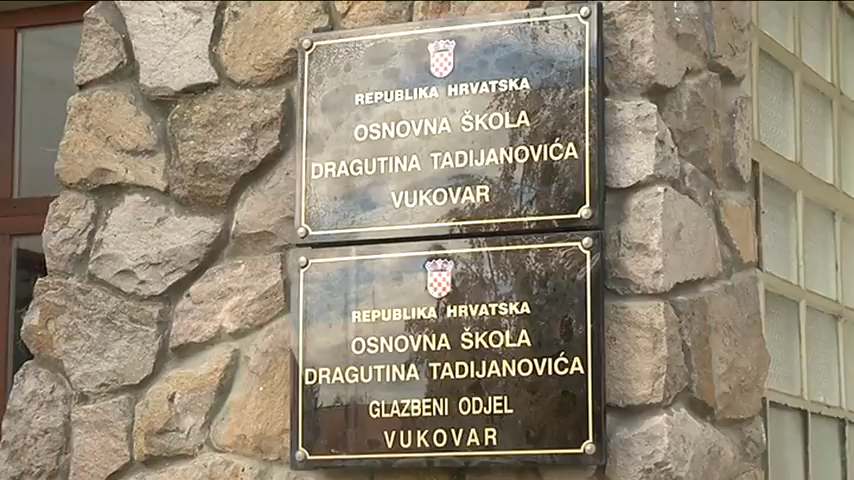 REPUBLIKA HRVATSKA
OSNOVNA ŠKOLA
DRAGUTINA TADIJANOVIĆA
VUKOVAR
REPUBLIKA HRVATSKA
OSNOVNA ŠKOLA
DRAGUTINA TADIJANOVIĆA
GLAZBENI ODJEL
VUKOVAR